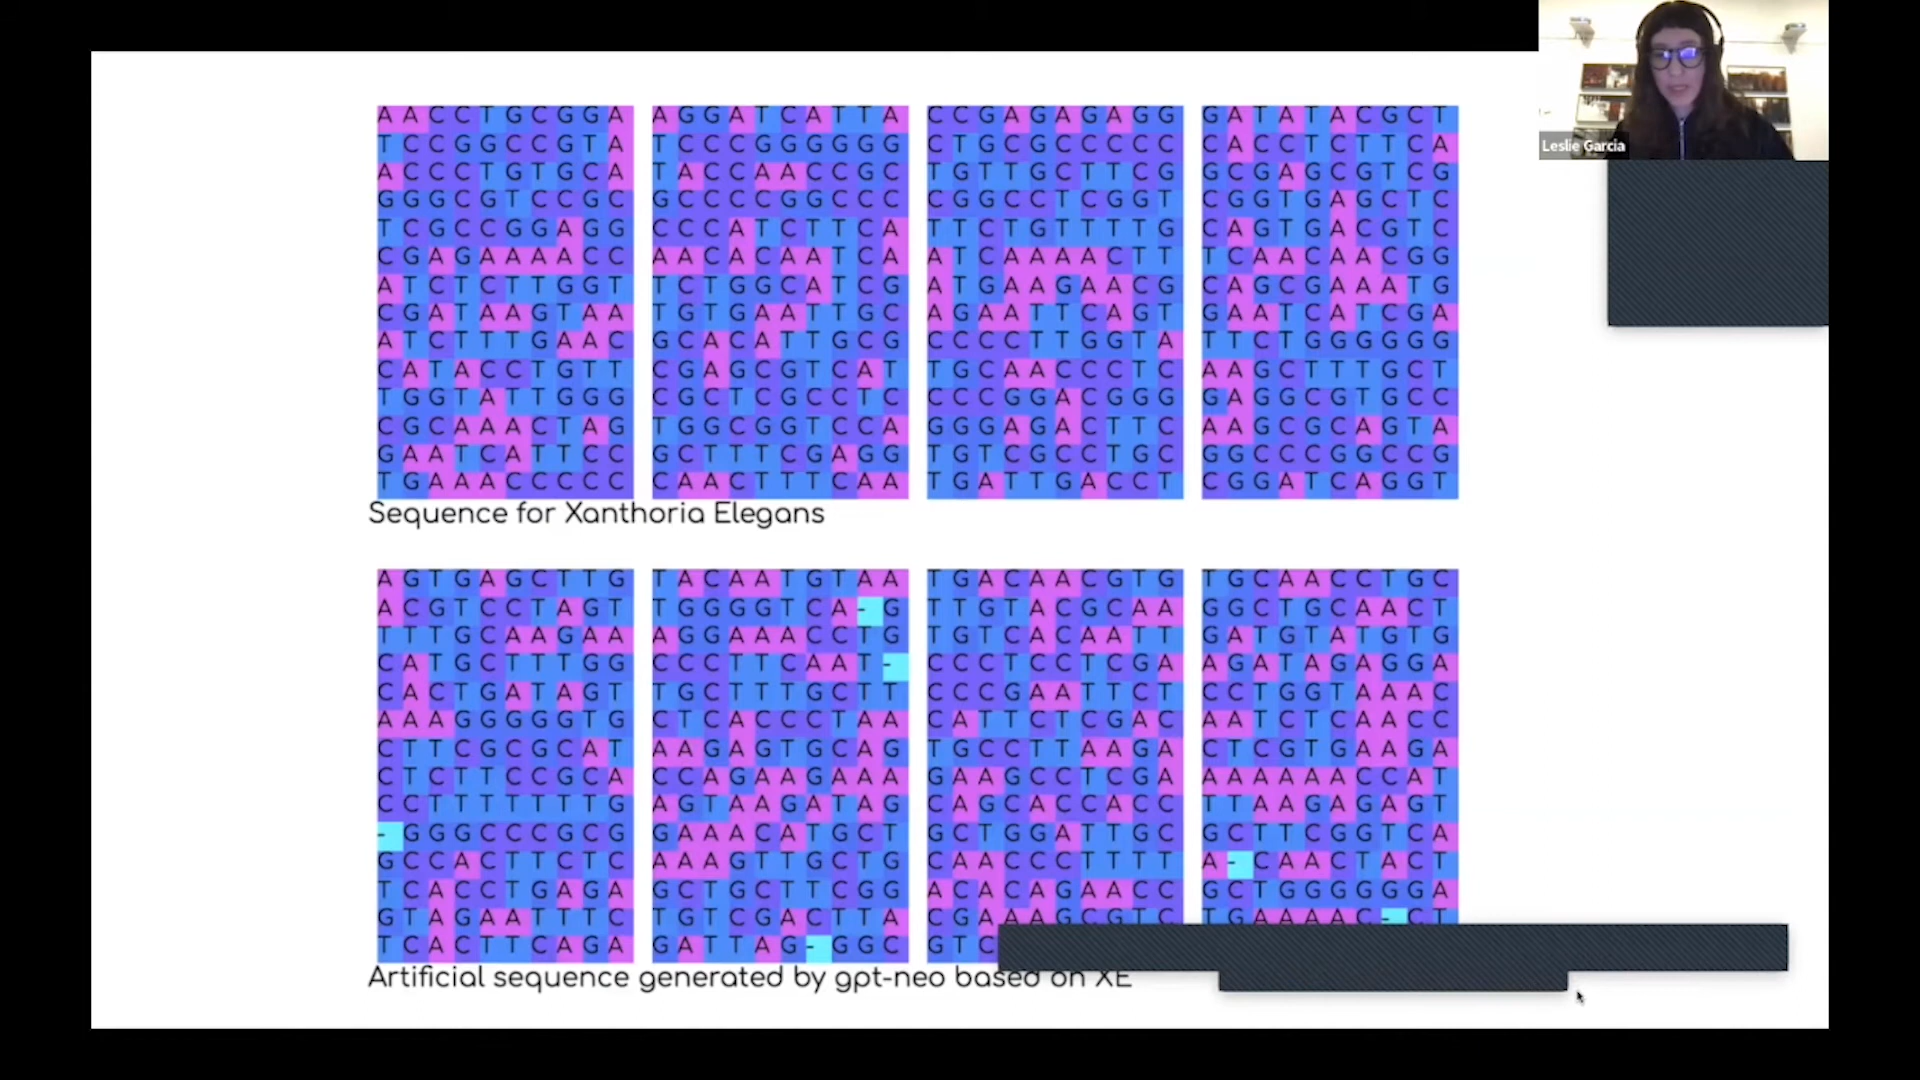 Leslie Garcia
A A C C T G C G G A A G G A T C A T T A C C G A G A G A G G G A T A T A C G C T
T C C G G C C G T A T C C C G G G G G G C T G C G C C C C C C A C C T C T T C A
A C C C T G T G C A T A C C A A C C G C T G T T G C T T C G G C G A G C G T C G
G G G C G T C C G C G C C C C G G C C C C G G C C T C G G T C G G T G A G C T C
T C G C C G G A G G C C C A T C T T C A T T C T G T T T T G C A G T G A C G T C
C G A G A A A A C C A A C A C A A T C A A T C A A A A C T T T C A A C A A C G G
A T C T C T T G G T T C T G G C A T C G A T G A A G A A C G C A G C G A A A T G
C G A T A A G T A A T G T G A A T T G C A G A A T T C A G T G A A T C A T C G A
A T C T T T G A A C G C A C A T T G C G C C C C T T G G T A T T C T G G G G G G
C A T A C C T G T T C G A G C G T C A T T G C A A C C C T C A A G C T T T G C T
T G G T A T T G G G C G C T C G C C T C C C C G G A C G G G G A G G C G T G C C
C G C A A A C T A G T G G C G G T C C A G G G A G A C T T C A A G C G C A G T A
G A A T C A T T C C G C T T T C G A G G T G T C G C C T G C G G C C C G G C C G
T G A A A C C C C C C A A C T T T C A A T G A T T G A C C T C G G A T C A G G T
Sequence for Xanthoria Elegans
A G T G A G C T T G T A C A A T G T A A T G A C A A C G T G T G C A A C C T G C
A C G T C C T A G T T G G G G T C A - G T T G T A C G C A A G G C T G C A A C T
T T T G C A A G A A A G G A A A C C T G T G T C A C A A T T G A T G T A T G T G
C A T G C T T T G G C C C T T C A A T - C C C T C C T C G A A G A T A G A G G A
C A C T G A T A G T T G C T T T G C T T C C C G A A T T C T C C T G G T A A A C
A A A G G G G G T G C T C A C C C T A A C A T T C T C G A C A A T C T C A A C C
C T T C G C G C A T A A G A G T G C A G T G C C T T A A G A C T C G T G A A G A
C T C T T C C G C A C C A G A A G A A A G A A G C C T C G A A A A A A A C C A T
C C T T T T T T T G A G T A A G A T A G C A G C A C C A C C T T A A G A G A G T
- G G G C C C G C G G A A A C A T G C T G C T G G A T T G C G C T T C G G T C A
G C C A C T T C T C A A A G T T G C T G C A A C C C T T T T A - C A A C T A C T
T C A C C T G A G A G C T G C T T C G G A C A C A G A A C C G C T G G G G G G A
G T A G A A T T T C T G T C G A C T T A C G A A A G C G T C T G A A A A C - C T
T C A C T T C A G A G A T T A G - G G C G T C
Artificial sequence generated by gpt-neo based on XE